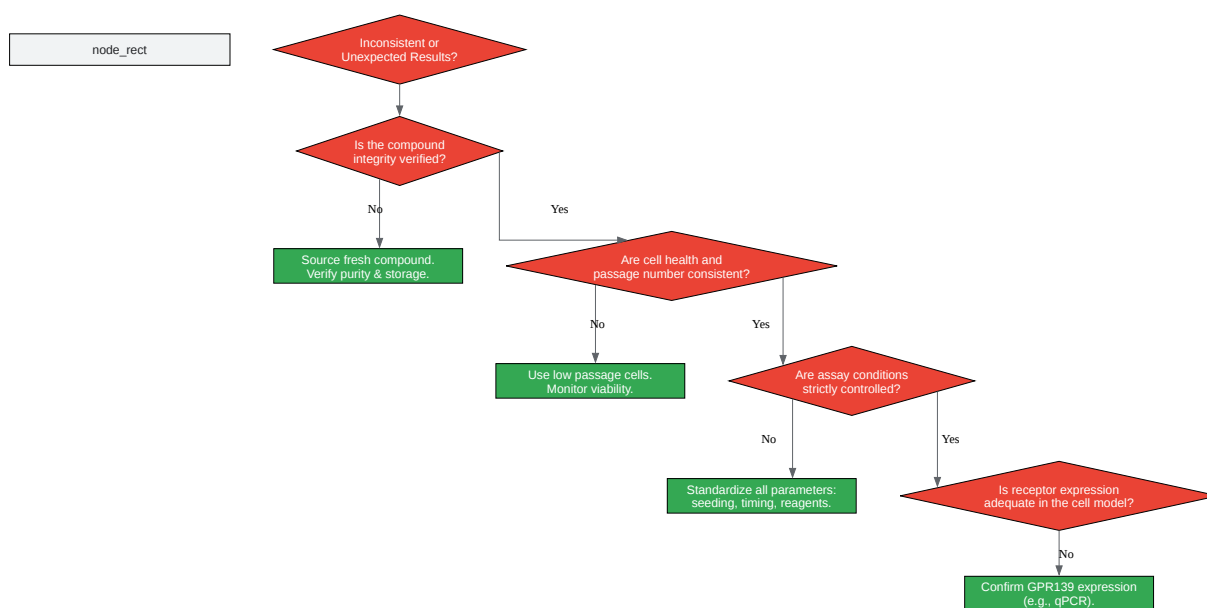 node_rect
Inconsistent or
Unexpected Results?
Is the compound
integrity verified?
No
Yes
Source fresh compound.
Verify purity & storage.
Are cell health and
passage number consistent?
No
Yes
Use low passage cells.
Monitor viability.
Are assay conditions
strictly controlled?
No
Yes
Standardize all parameters:
seeding, timing, reagents.
Is receptor expression
adequate in the cell model?
No
Confirm GPR139 expression
(e.g., qPCR).